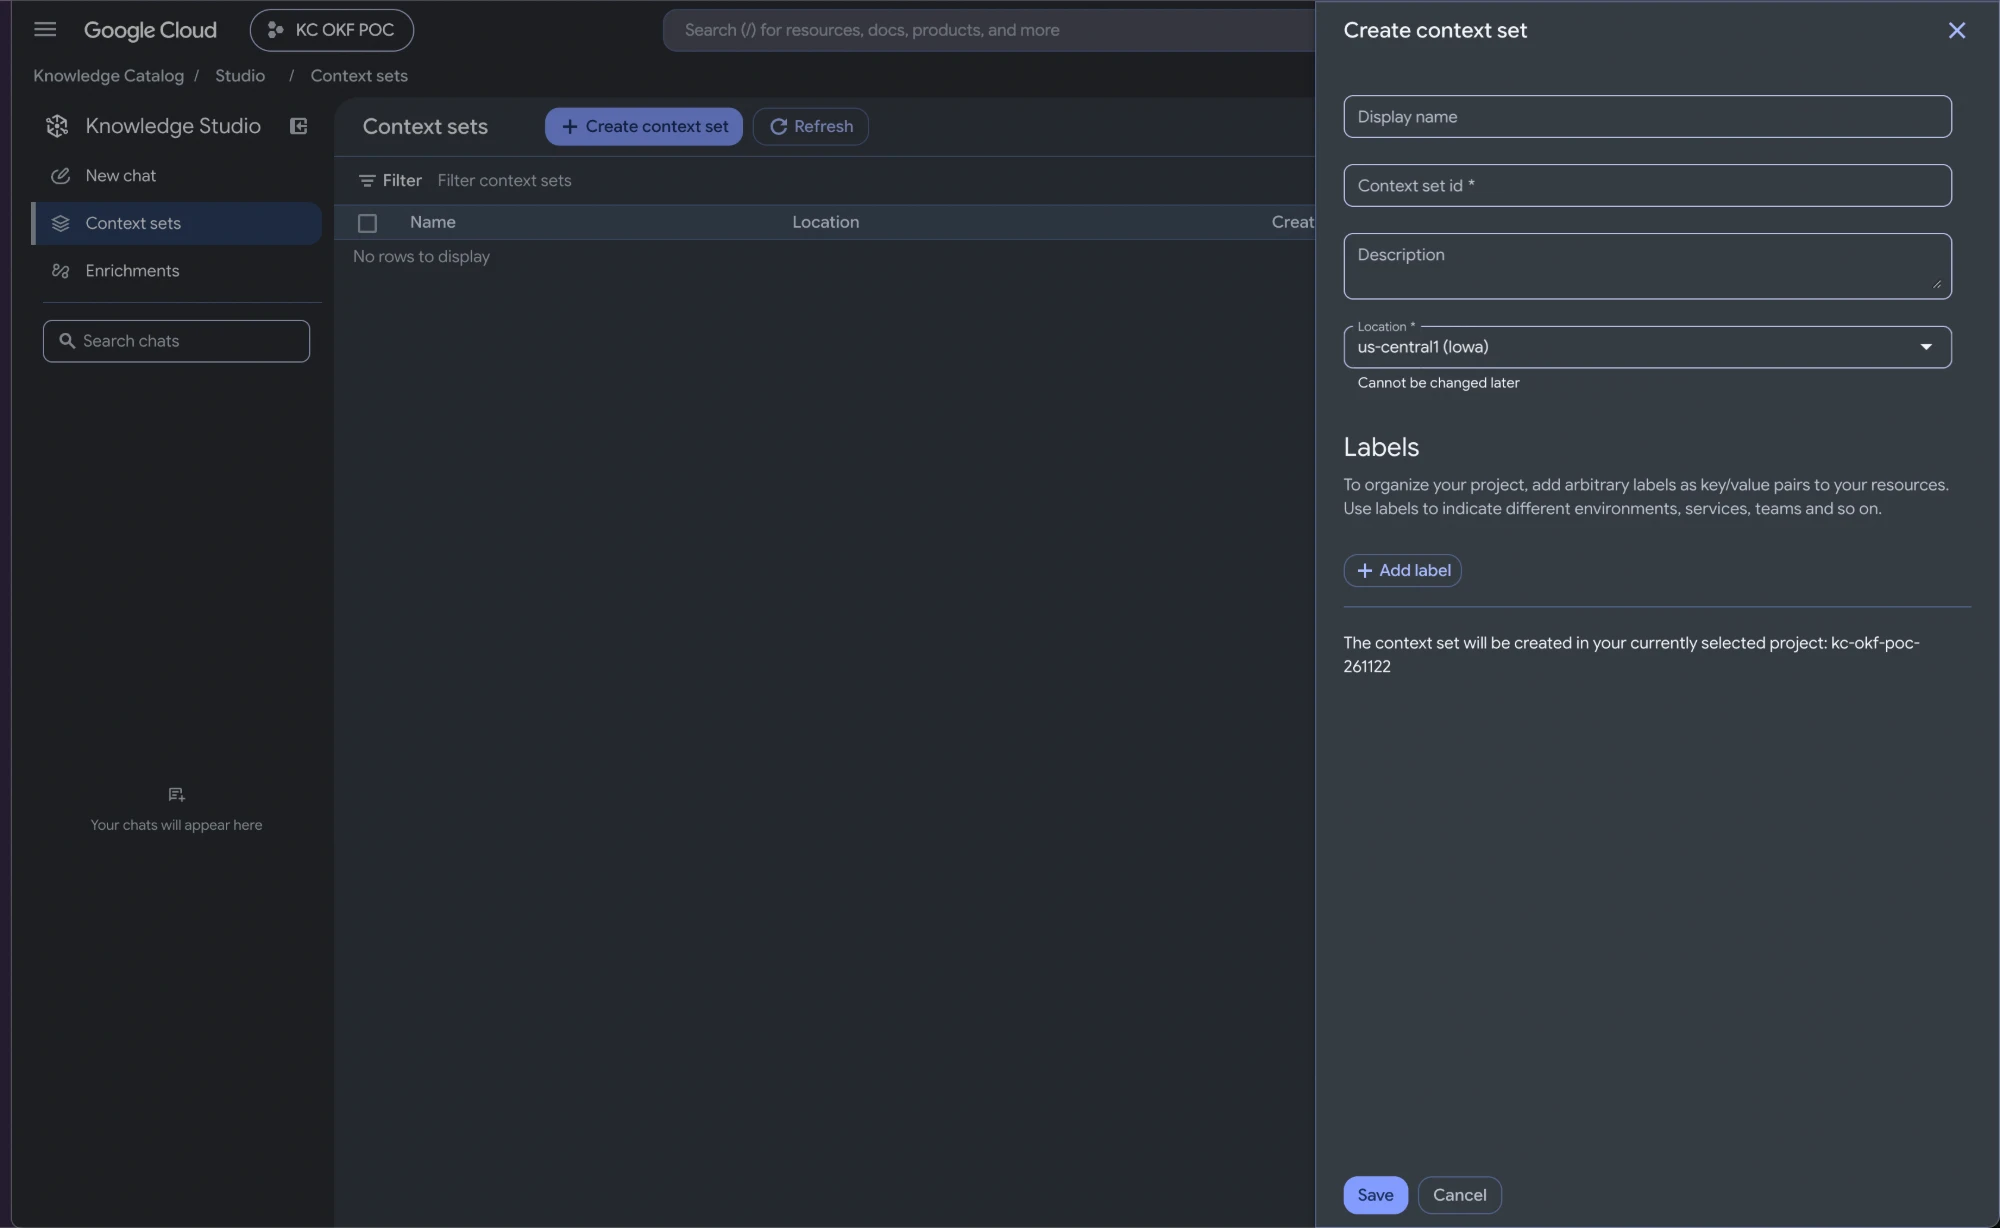 Google Cloud
KC OKF POC
Search (/) for resources, docs, products, and more
Knowledge Catalog / Studio / Context sets
Knowledge Studio
New chat
Context sets
Enrichments
Search chats
Your chats will appear here
Context sets
Create context set
Refresh
Filter Filter context sets
Name Location Creat
No rows to display
Create context set
Display name
Context set id *
Description
Location *
us-central1 (Iowa)
Cannot be changed later
Labels
To organize your project, add arbitrary labels as key/value pairs to your resources.
Use labels to indicate different environments, services, teams and so on.
Add label
The context set will be created in your currently selected project: kc-okf-poc-
261122
Save
Cancel